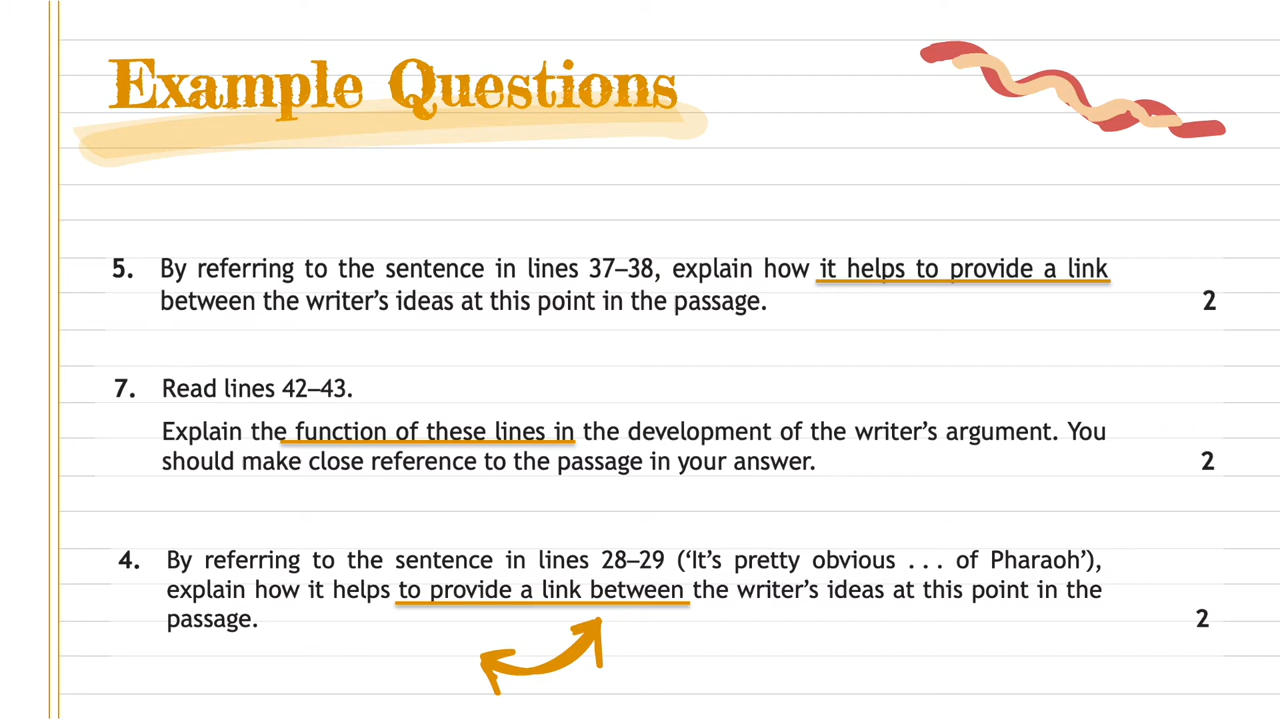 Example Questions
5. By referring to the sentence in lines 37–38, explain how it helps to provide a link
between the writer’s ideas at this point in the passage. 2
7. Read lines 42–43.
Explain the function of these lines in the development of the writer’s argument. You
should make close reference to the passage in your answer. 2
4. By referring to the sentence in lines 28–29 (‘It’s pretty obvious . . . of Pharaoh’),
explain how it helps to provide a link between the writer’s ideas at this point in the
passage. 2